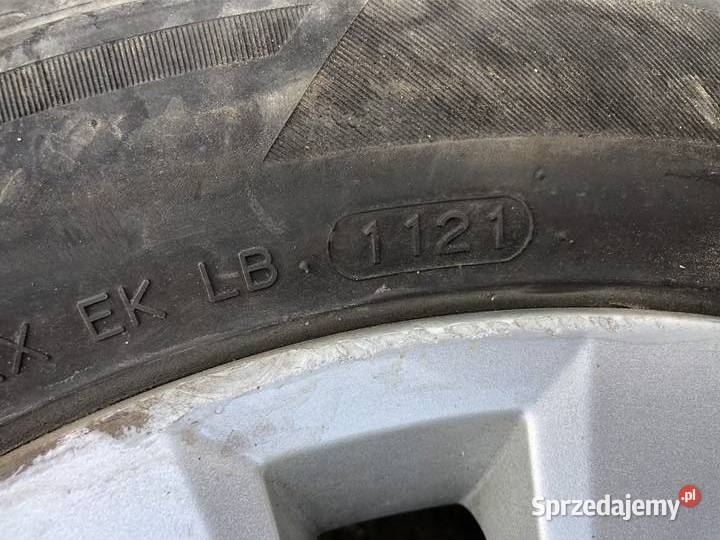 EK LB . 1121
Sprzedajemy.pl